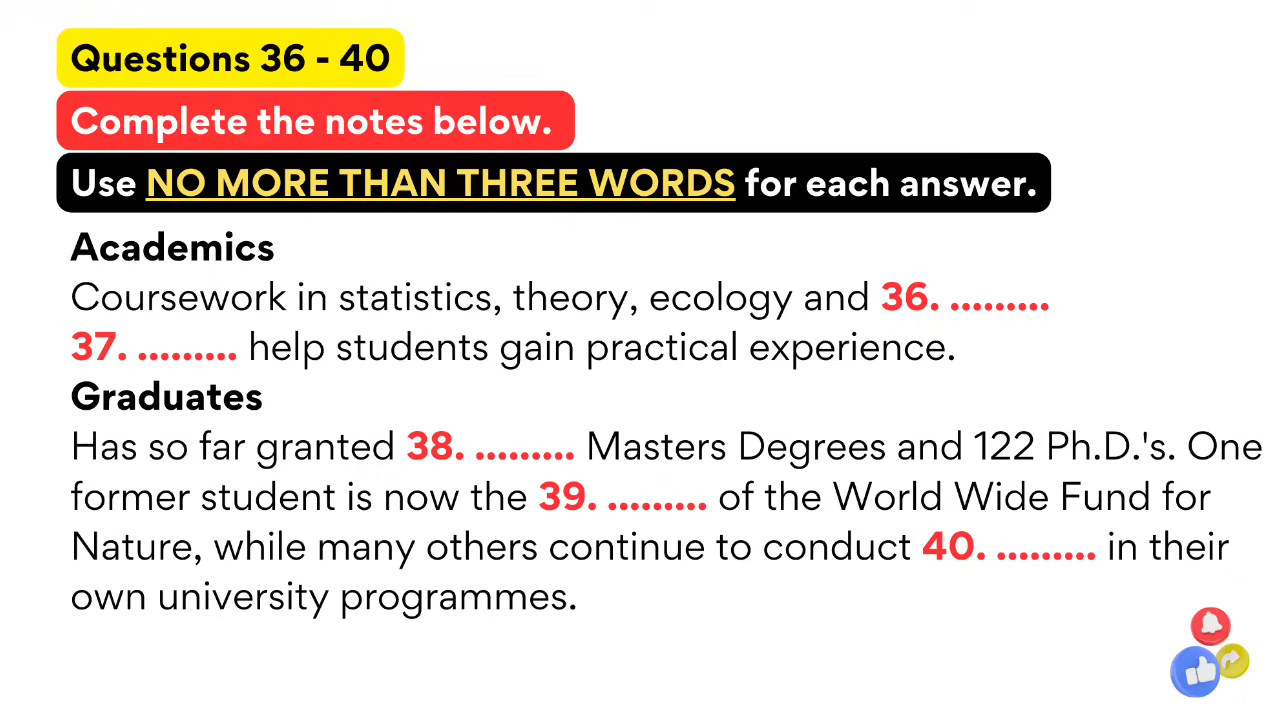 Questions 36 - 40
Complete the notes below.
Use NO MORE THAN THREE WORDS for each answer.
Academics
Coursework in statistics, theory, ecology and 36. .........
37. ......... help students gain practical experience.
Graduates
Has so far granted 38. ......... Masters Degrees and 122 Ph.D.'s. One
former student is now the 39. ......... of the World Wide Fund for
Nature, while many others continue to conduct 40. ......... in their
own university programmes.